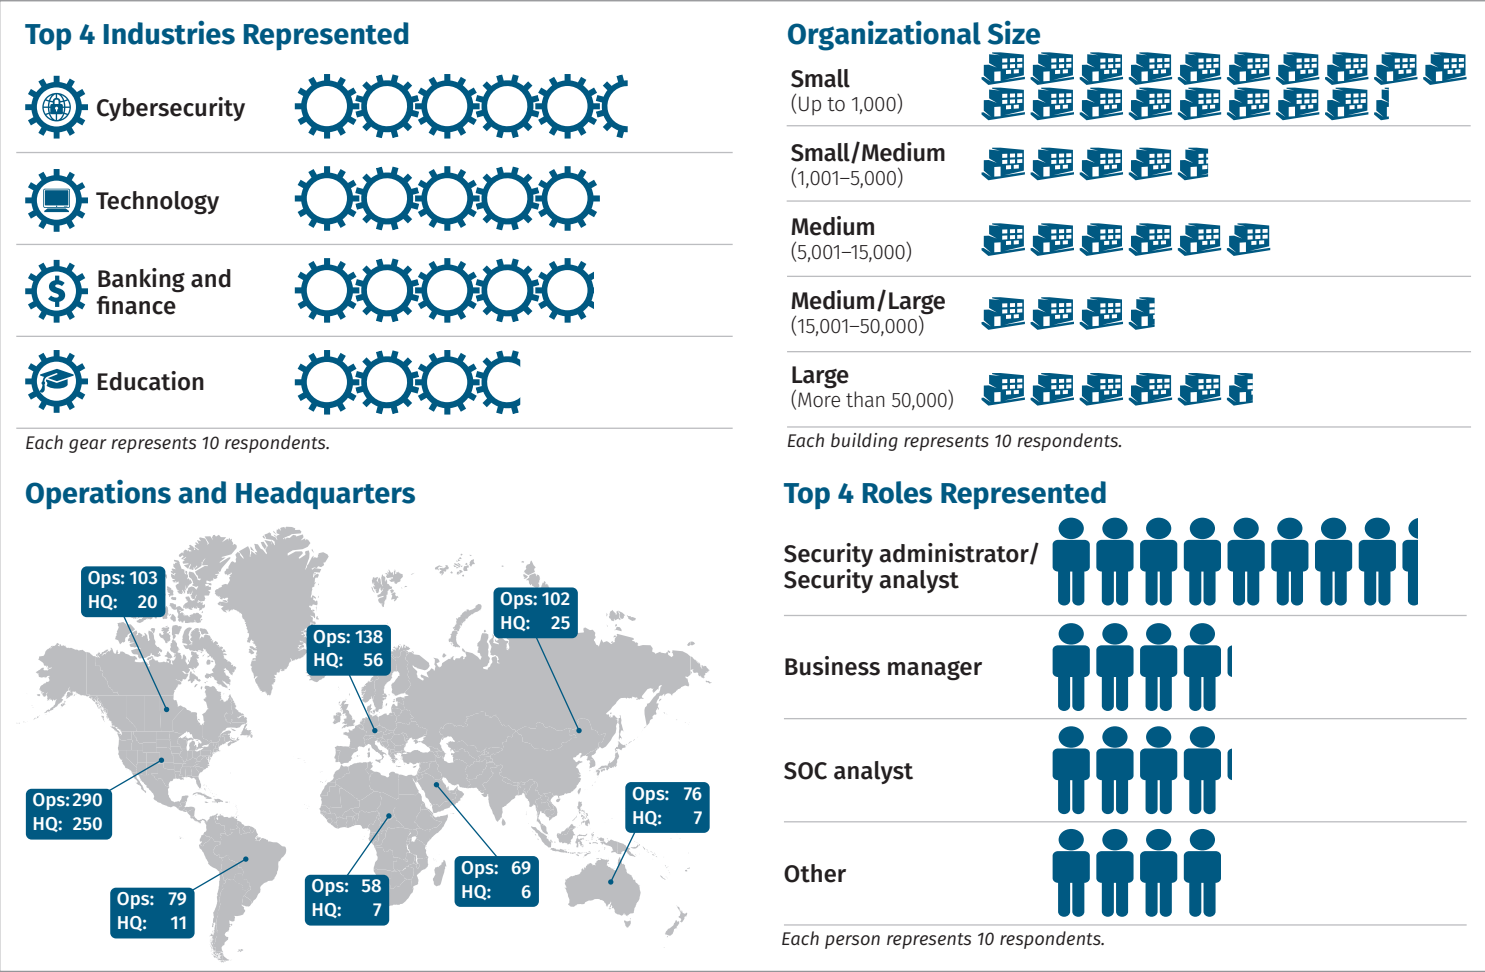 Top 4 Industries Represented
Cybersecurity
Technology
$
Banking and
finance
Education
Each gear represents 10 respondents.
Organizational Size
Small
(Up to 1,000)
Small/Medium
(1,001–5,000)
Medium
(5,001–15,000)
Medium/Large
(15,001–50,000)
Large
(More than 50,000)
Each building represents 10 respondents.
Operations and Headquarters
Ops: 103
HQ: 20
Ops: 102
HQ: 25
Ops: 138
HQ: 56
Ops: 290
HQ: 250
Ops: 76
HQ: 7
Ops: 69
HQ: 6
Ops: 58
HQ: 7
Ops: 79
HQ: 11
Top 4 Roles Represented
Security administrator/
Security analyst
Business manager
SOC analyst
Other
Each person represents 10 respondents.